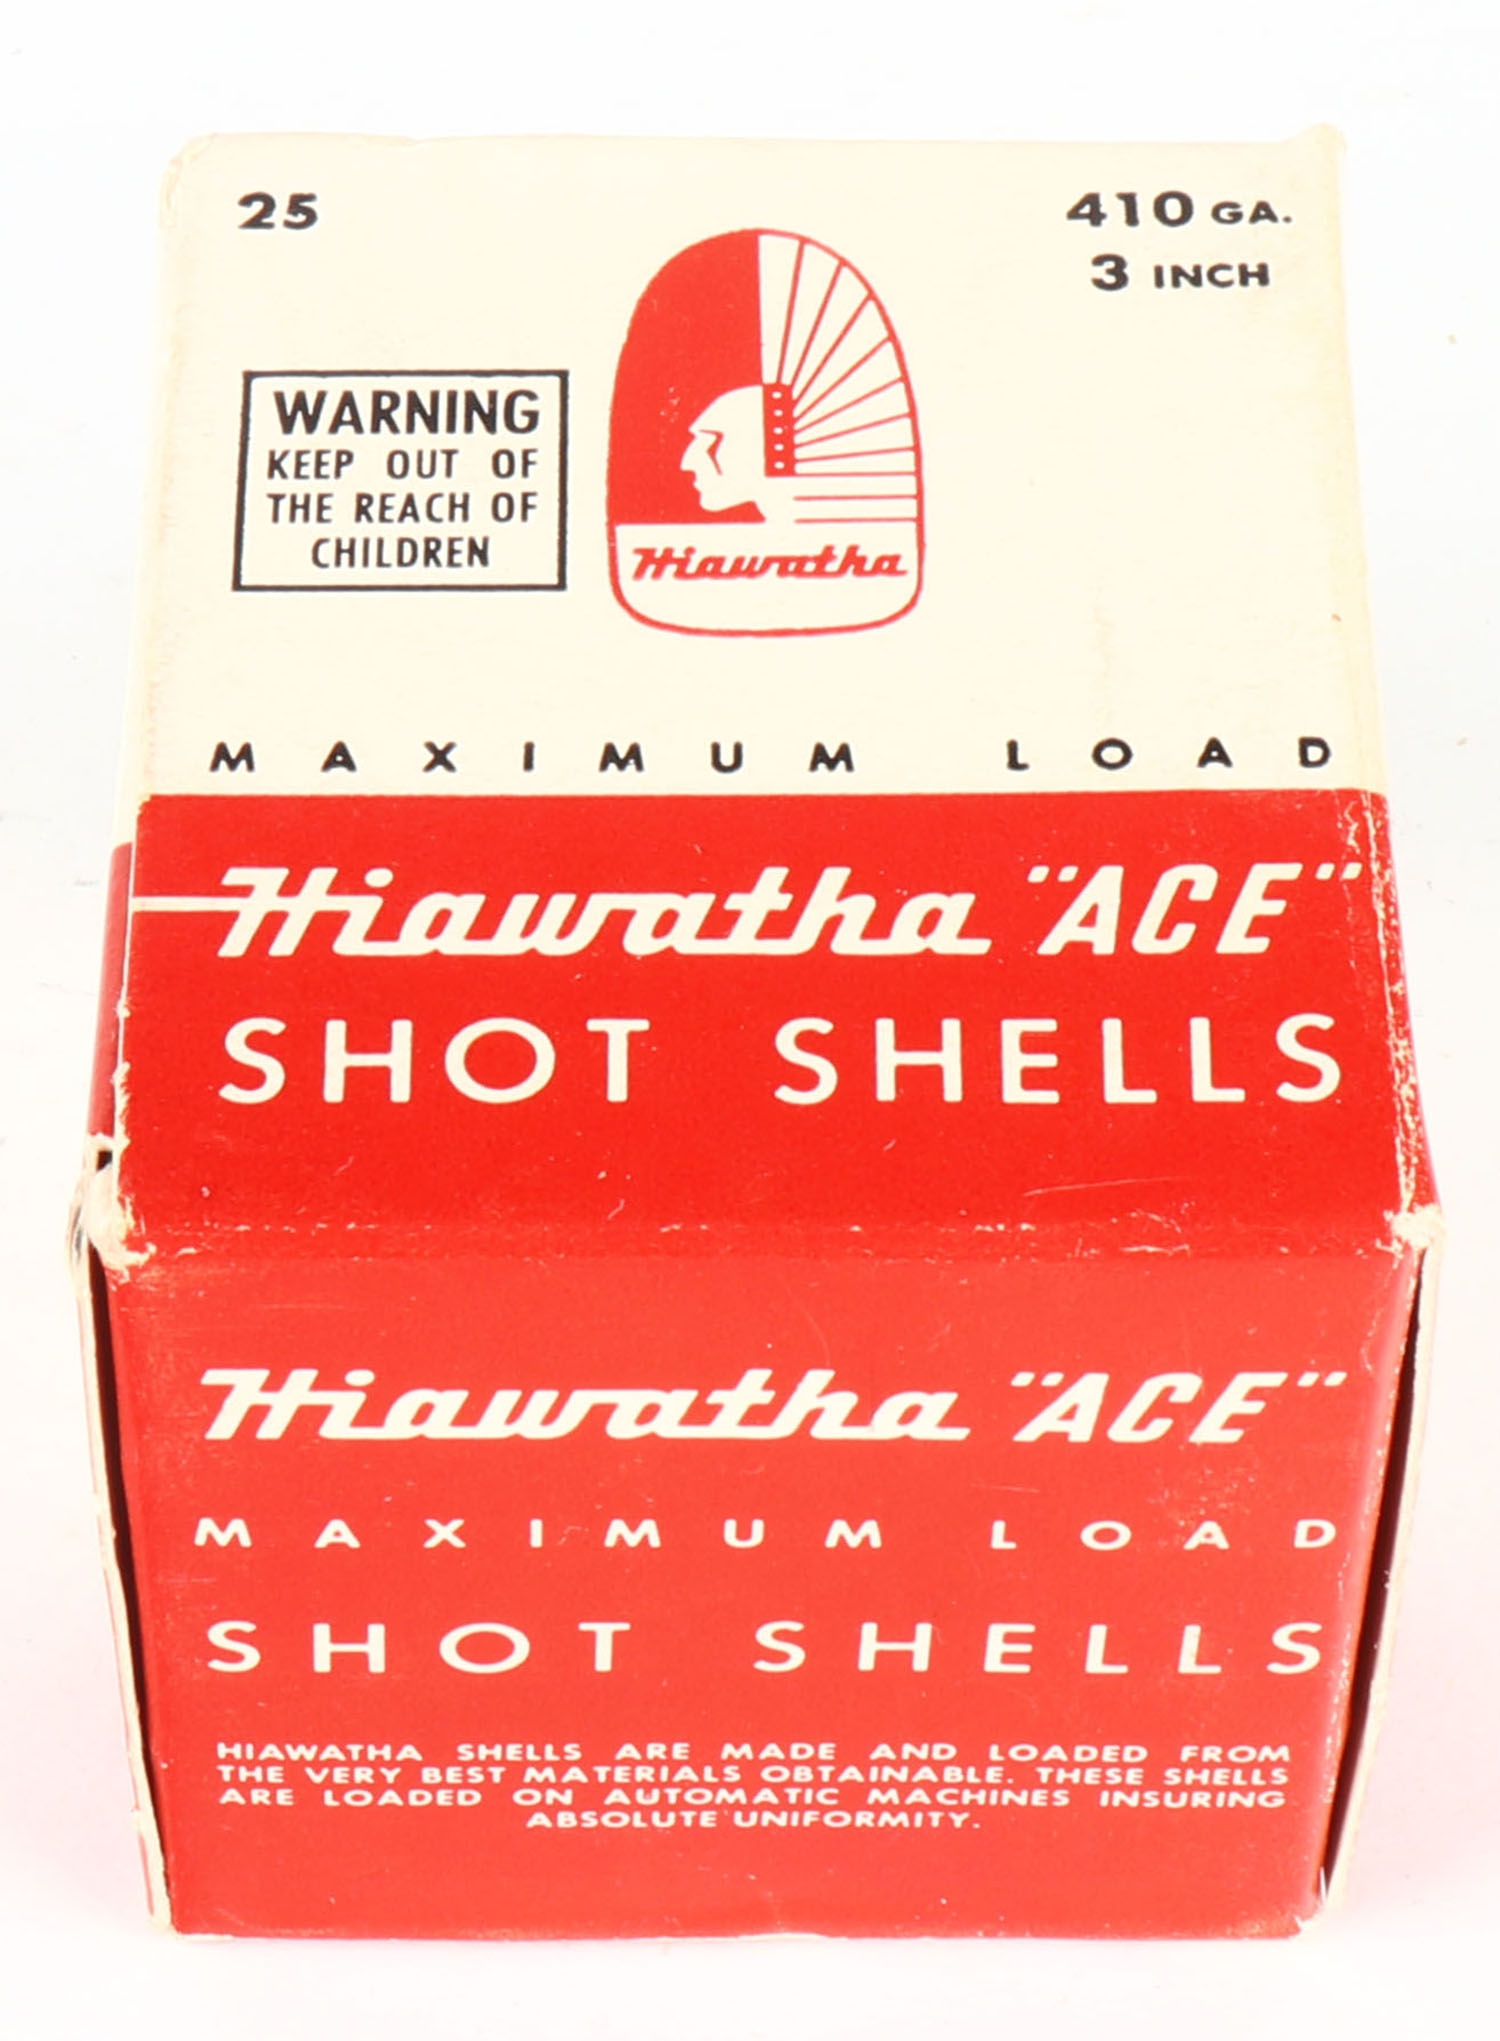 25
410 GA.
3 INCH
WARNING
KEEP OUT OF
THE REACH OF
CHILDREN
Hiawatha
MAXIMUM LOAD
Hiawatha "ACE"
SHOT SHELLS
Hiawatha "ACE"
MAXIMUM LOAD
SHOT SHELLS
HIAWATHA SHELLS ARE MADE AND LOADED FROM
THE VERY BEST MATERIALS OBTAINABLE. THESE SHELLS
ARE LOADED ON AUTOMATIC MACHINES INSURING
ABSOLUTE UNIFORMITY.